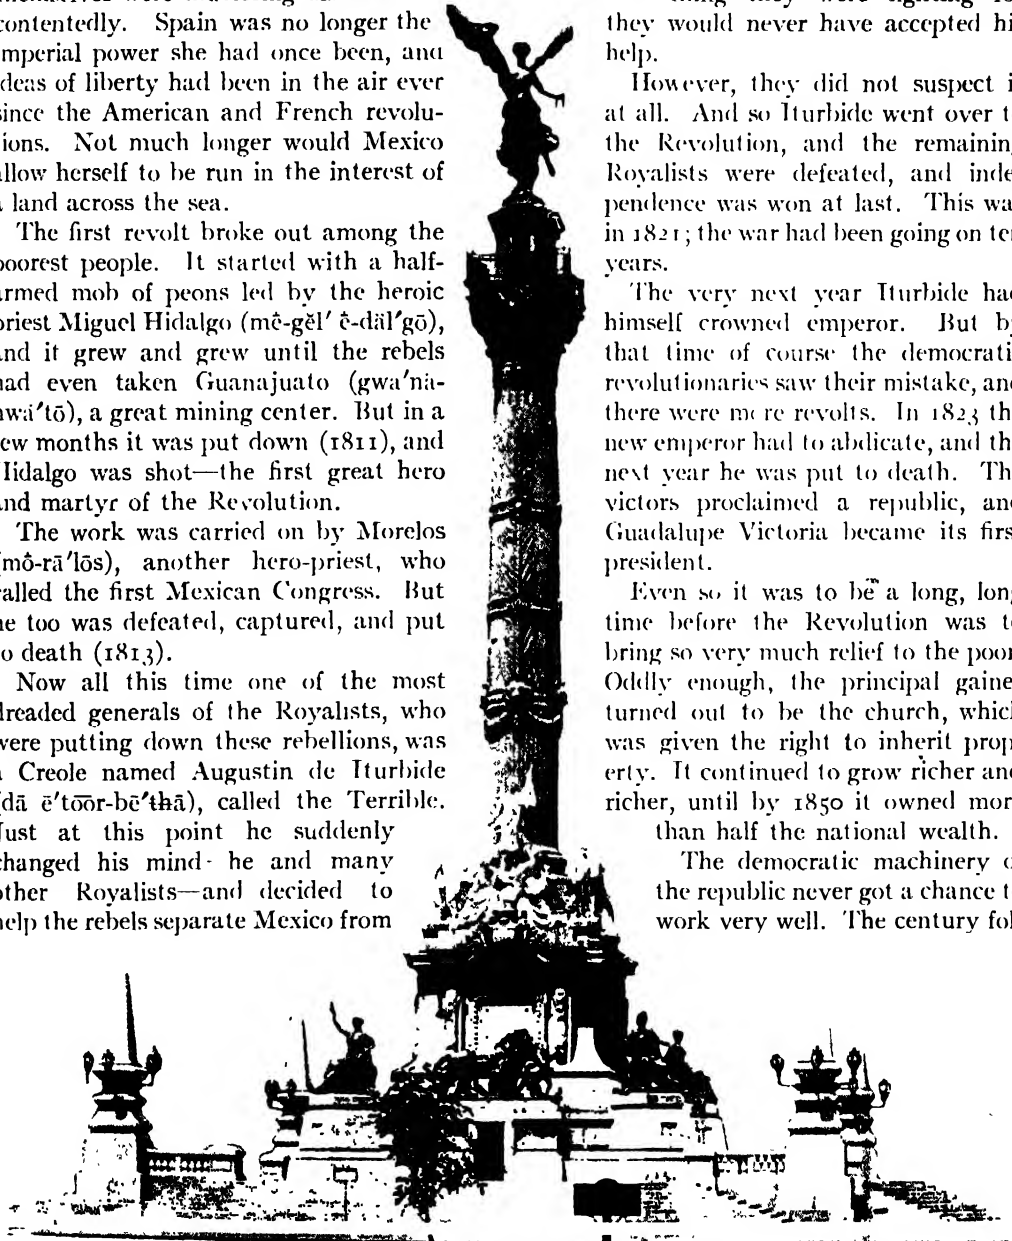 contentedly. Spain was no longer the
imperial power she had once been, and
ideas of liberty had been in the air ever
since the American and French revolu-
tions. Not much longer would Mexico
allow herself to be run in the interest of
a land across the sea.
The first revolt broke out among the
poorest people. It started with a half-
armed mob of peons led by the heroic
priest Miguel Hidalgo (mê-gĕl' ê-däl'gō),
and it grew and grew until the rebels
had even taken Guanajuato (gwa'nä-
hwä'tō), a great mining center. But in a
few months it was put down (1811), and
Hidalgo was shot—the first great hero
and martyr of the Revolution.
The work was carried on by Morelos
(mô-rā'lōs), another hero-priest, who
called the first Mexican Congress. But
he too was defeated, captured, and put
to death (1813).
Now all this time one of the most
dreaded generals of the Royalists, who
were putting down these rebellions, was
a Creole named Augustin de Iturbide
(dā ē'tōōr-bē'thā), called the Terrible.
Just at this point he suddenly
changed his mind- he and many
other Royalists—and decided to
help the rebels separate Mexico from
they were fighting
they would never have accepted hi
help.
However, they did not suspect i
at all. And so Iturbide went over t
the Revolution, and the remaining
Royalists were defeated, and inde
pendence was won at last. This wa
in 1821; the war had been going on ten
years.
The very next year Iturbide had
himself crowned emperor. But by
that time of course the democrati
revolutionaries saw their mistake, and
there were more revolts. In 1823 th
new emperor had to abdicate, and th
next year he was put to death. Th
victors proclaimed a republic, and
Guadalupe Victoria became its firs
president.
Even so it was to be a long, long
time before the Revolution was to
bring so very much relief to the poor
Oddly enough, the principal gaine
turned out to be the church, which
was given the right to inherit prop
erty. It continued to grow richer and
richer, until by 1850 it owned mor
than half the national wealth.
The democratic machinery o
the republic never got a chance t
work very well. The century fol